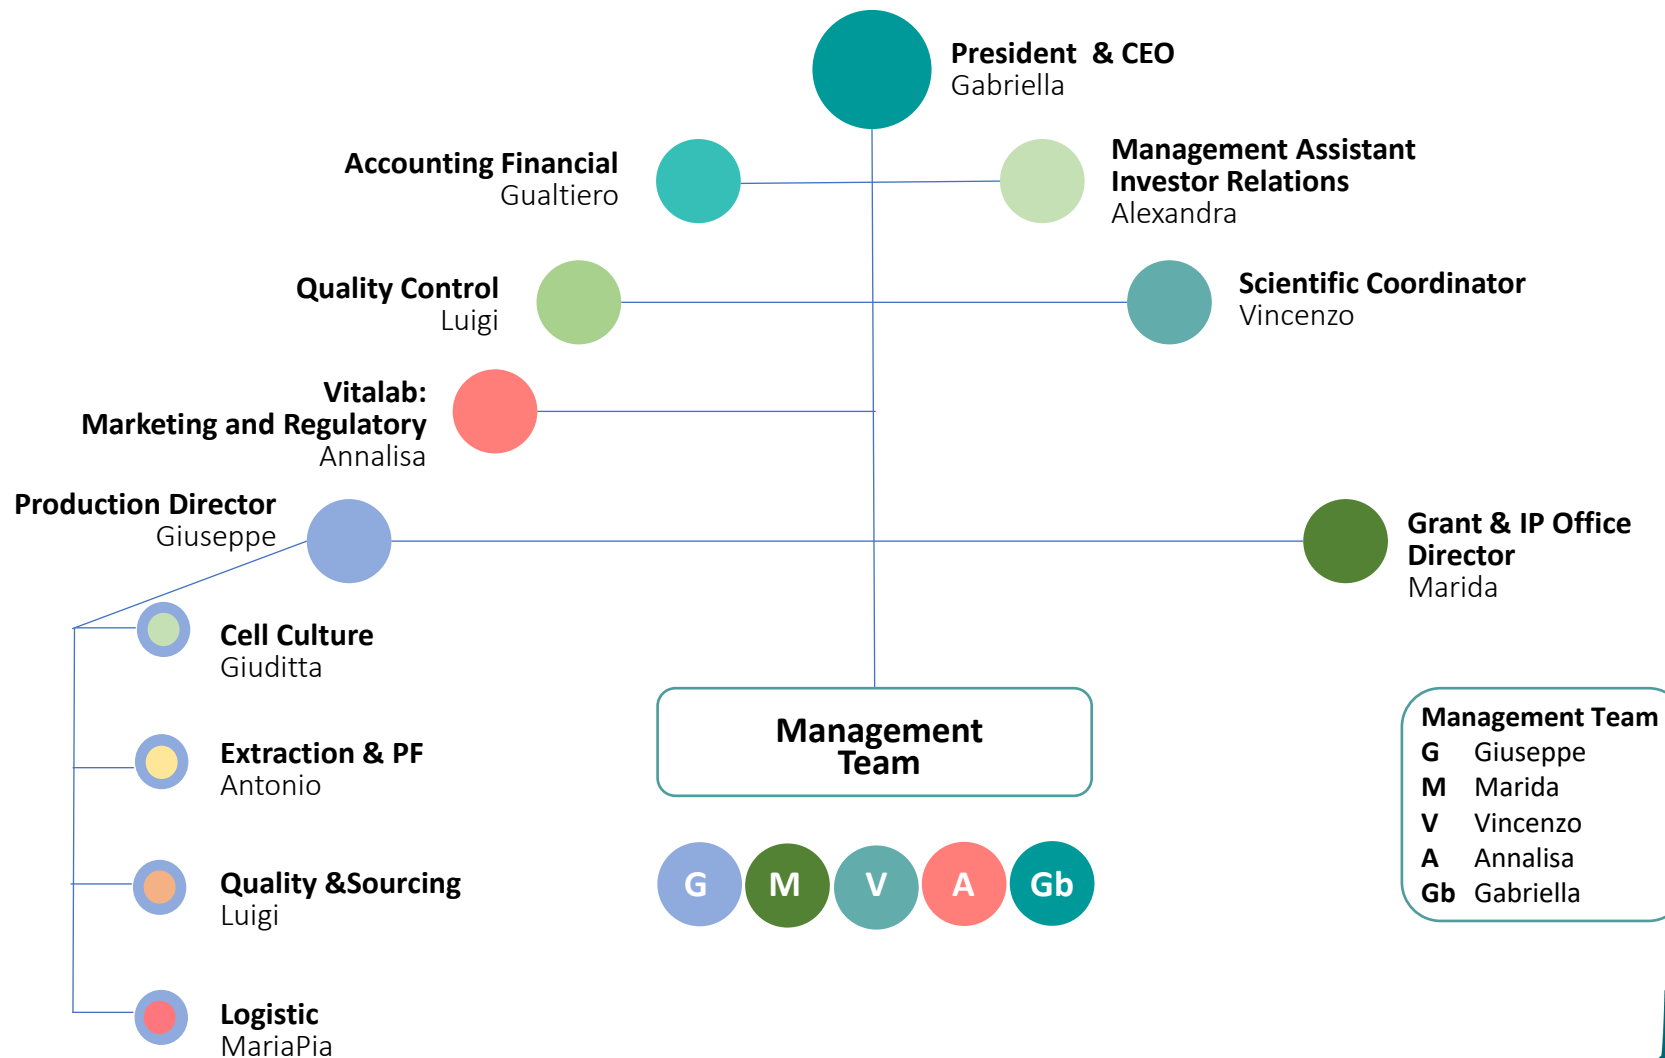 President & CEO
Gabriella
Accounting Financial
Gualtiero
Management Assistant
Investor Relations
Alexandra
Quality Control
Luigi
Scientific Coordinator
Vincenzo
Vitalab:
Marketing and Regulatory
Annalisa
Production Director
Giuseppe
Grant & IP Office
Director
Marida
Cell Culture
Giuditta
Extraction & PF
Antonio
Quality &Sourcing
Luigi
Logistic
MariaPia
Management
Team
G M V A Gb
Management Team
G Giuseppe
M Marida
V Vincenzo
A Annalisa
Gb Gabriella